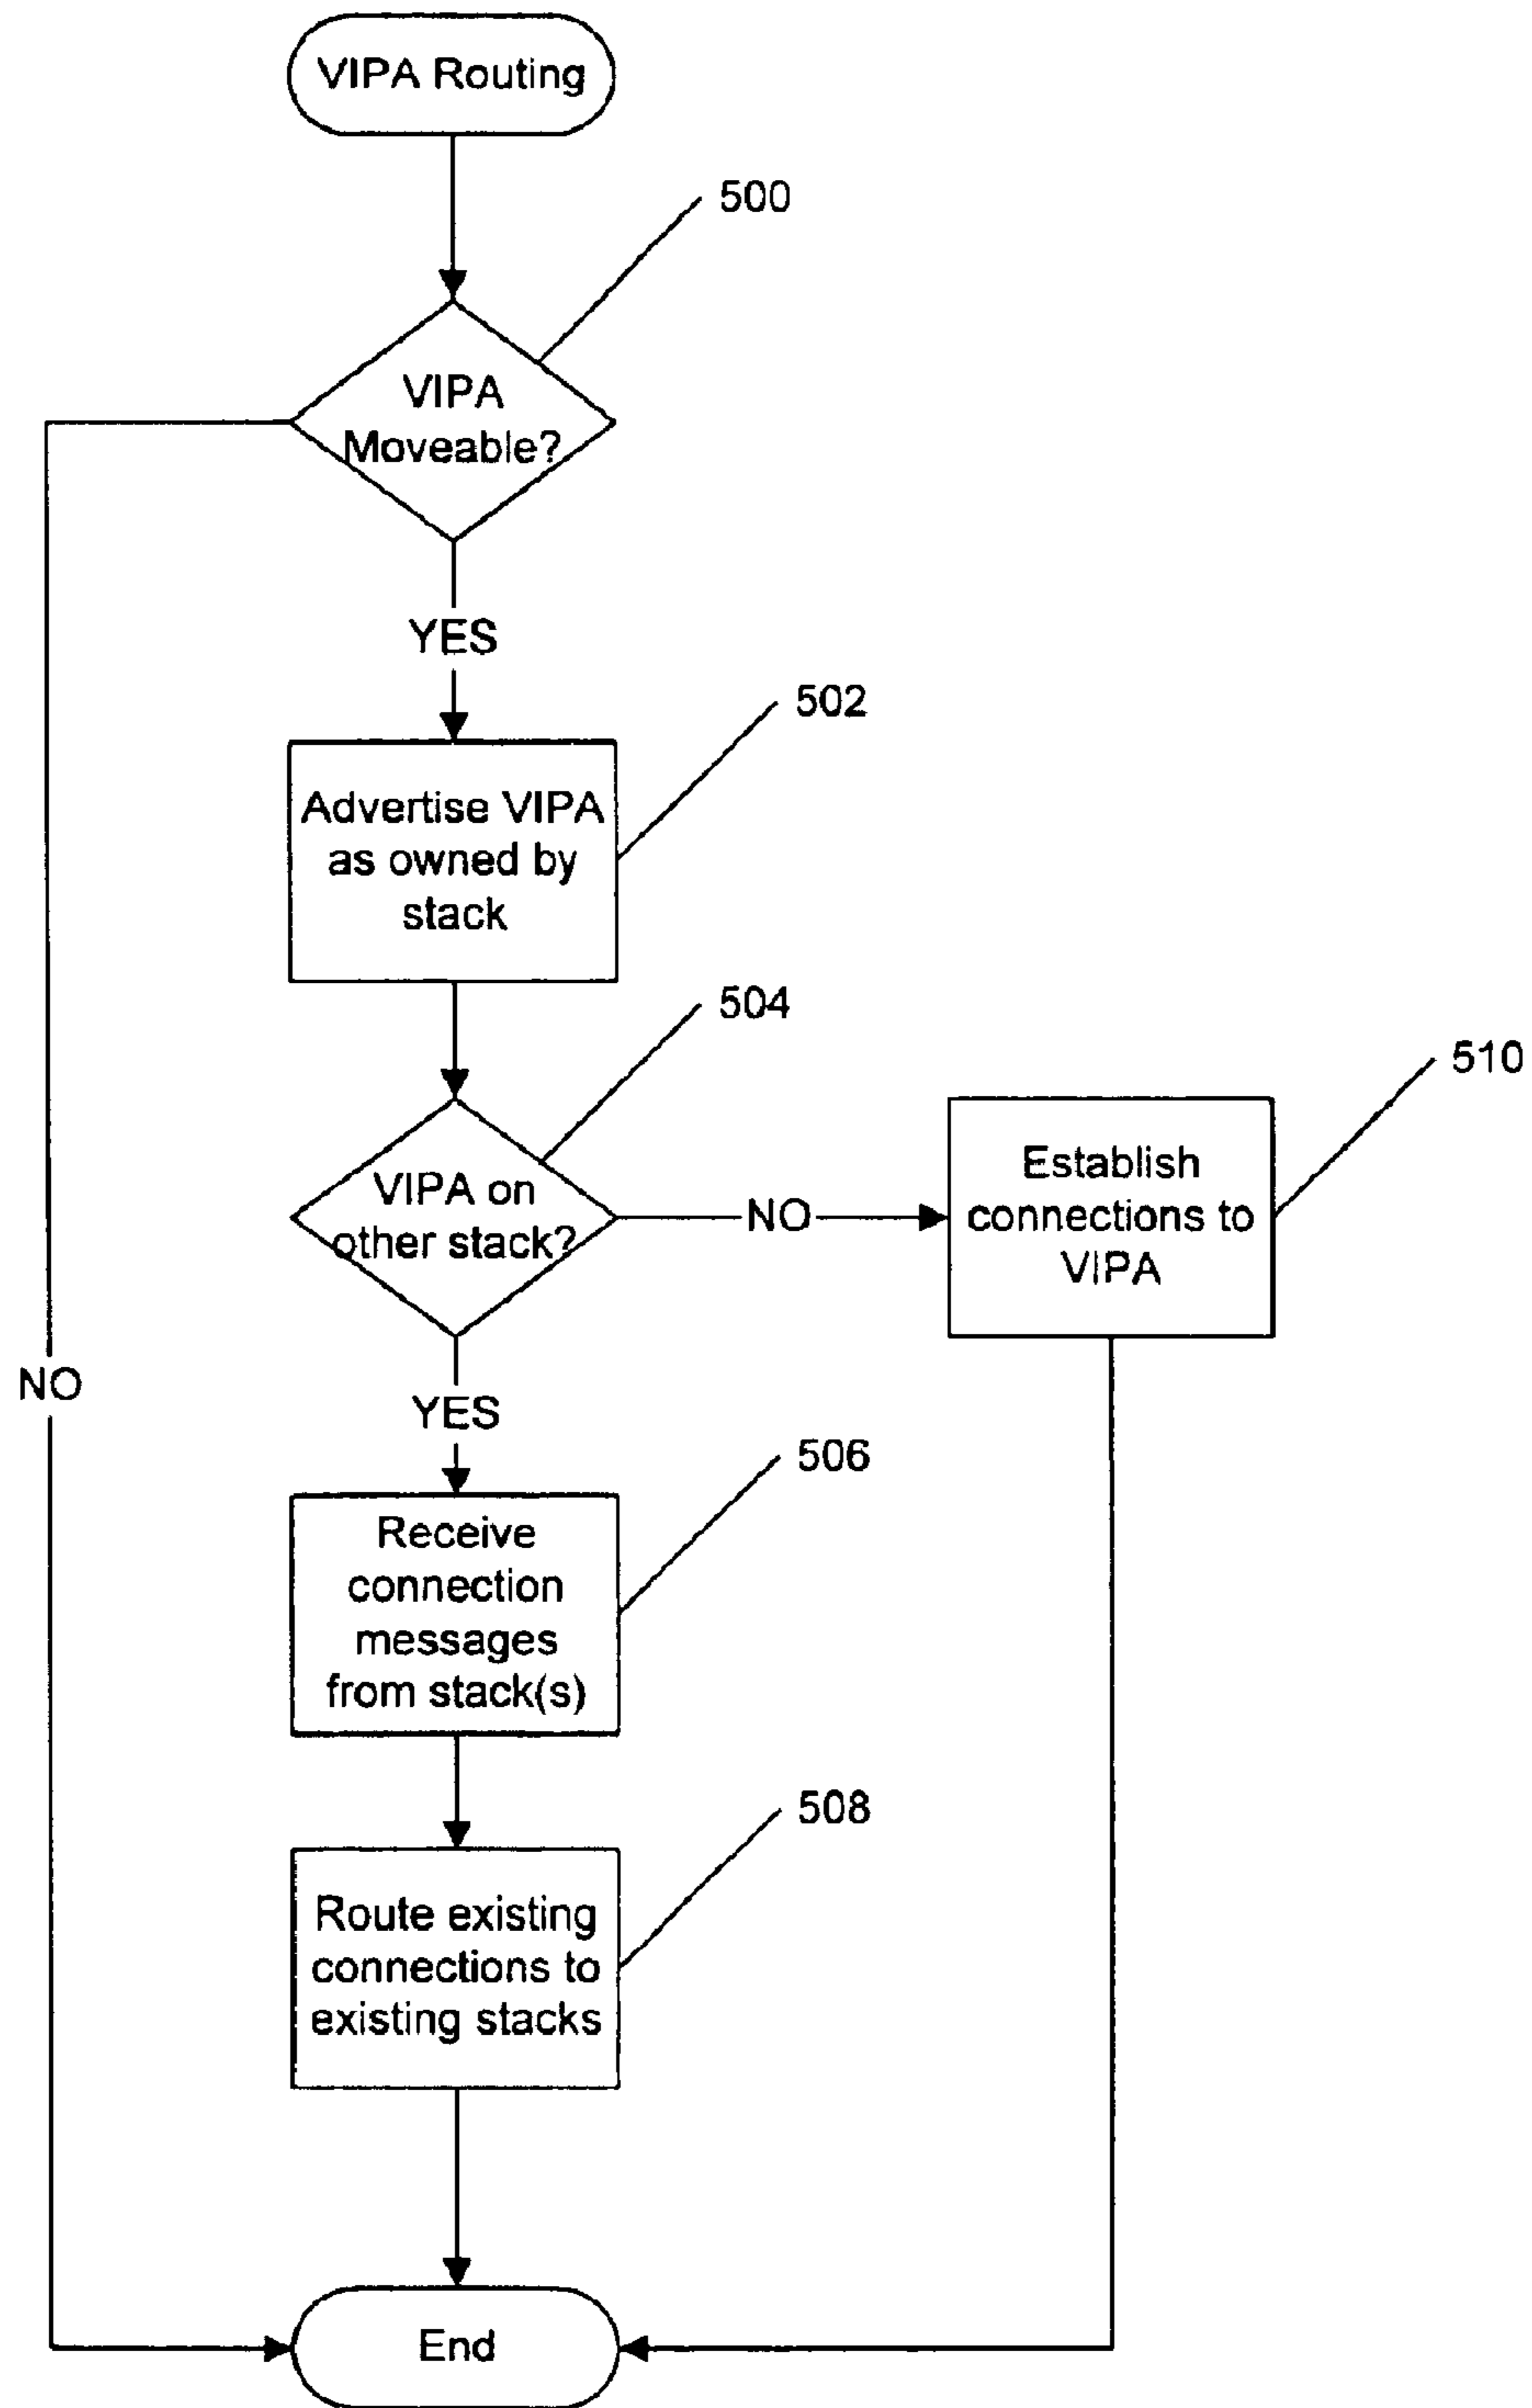 VIPA Routing
500
VIPA
Moveable?
YES
502
Advertise VIPA
as owned by
stack
504
510
VIPA on
other stack?
NO
Establish
connections to
VIPA
NO
YES
506
Receive
connection
messages
from stack(s)
508
Route existing
connections to
existing stacks
End